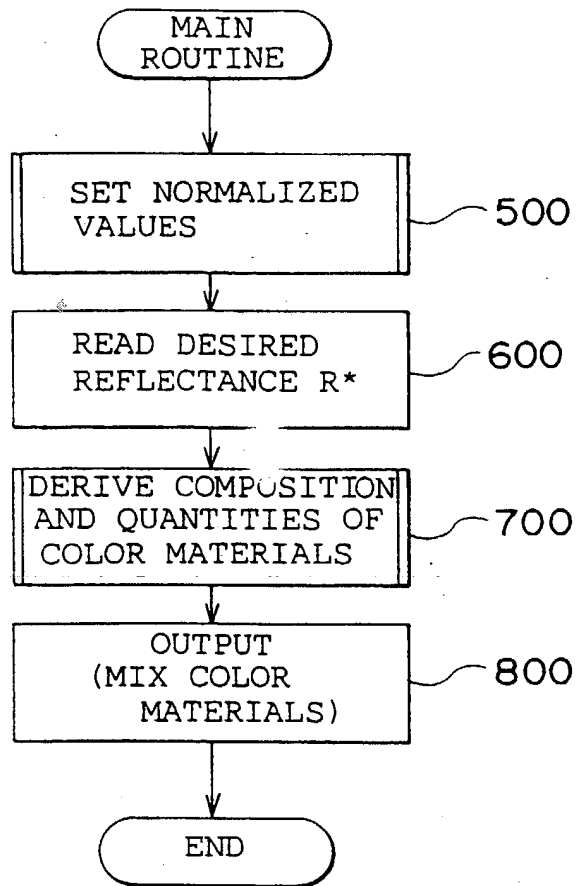 MAIN
ROUTINE
SET NORMALIZED
VALUES
500
READ DESIRED
REFLECTANCE R*
600
DERIVE COMPOSITION
AND QUANTITIES OF
COLOR MATERIALS
700
OUTPUT
(MIX COLOR
MATERIALS)
800
END